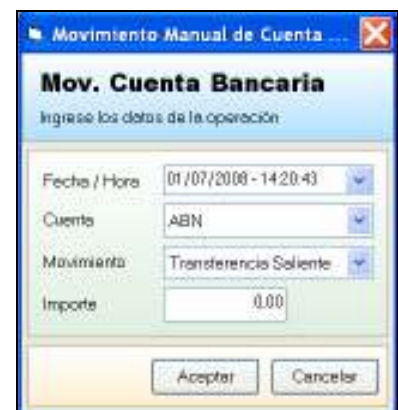 Movimiento Manual de Cuenta ...
Mov. Cuenta Bancaria
Ingrese los datos de la operación
Fecha / Hora 01/07/2008 - 14:20:43
Cuenta ABN
Movimiento Transferencia Saliente
Importe 0.00
Aceptar Cancelar